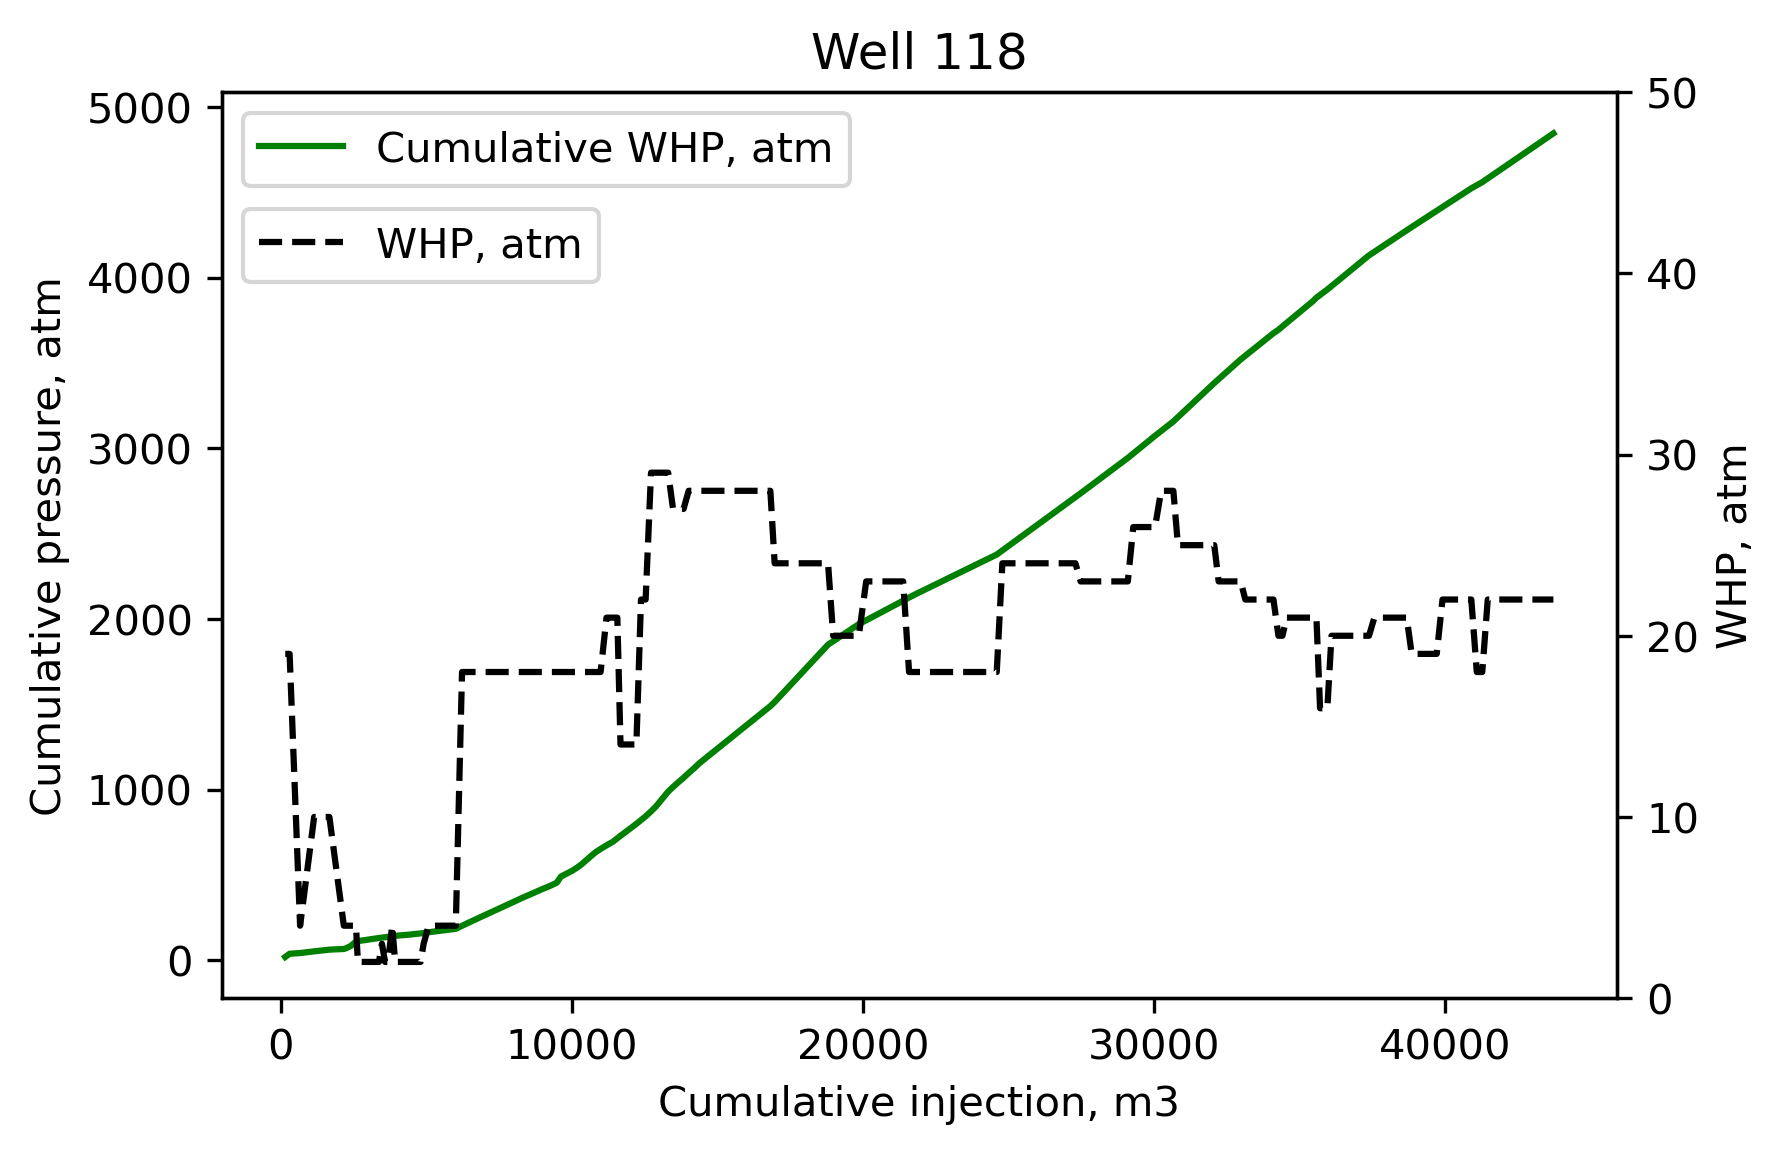 Well 118
Cumulative WHP, atm
WHP, atm
Cumulative pressure, atm
5000
4000
3000
2000
1000
0
50
40
30
20
10
0
WHP, atm
0 10000 20000 30000 40000
Cumulative injection, m3